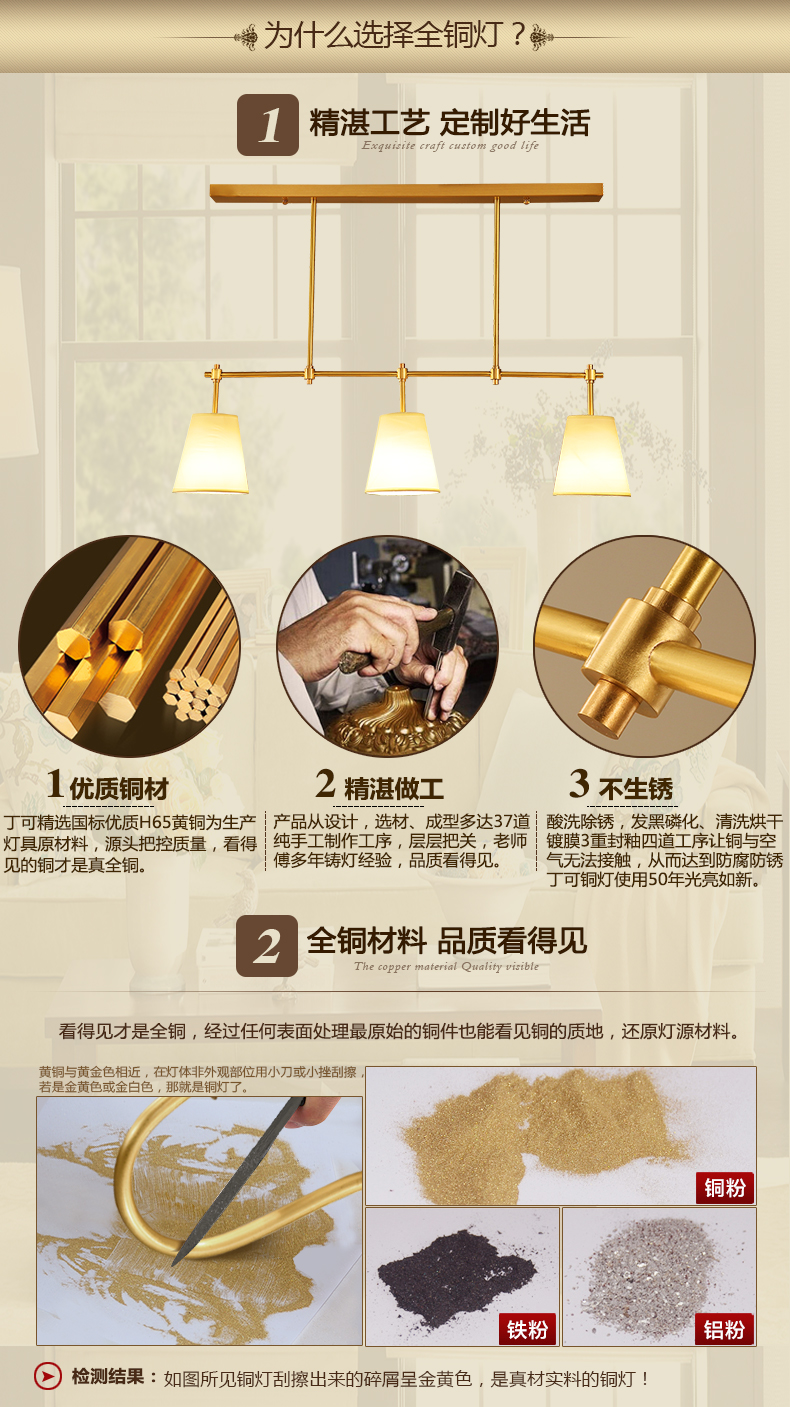 为什么选择全铜灯？
1
精湛工艺 定制好生活
Exquisite craft custom good life
1 优质铜材
丁可精选国标优质H65黄铜为生产
灯具原材料，源头把控质量，看得
见的铜才是真全铜。
2 精湛做工
产品从设计，选材、成型多达37道
纯手工制作工序，层层把关，老师
傅多年铸灯经验，品质看得见。
3 不生锈
酸洗除锈，发黑磷化、清洗烘干
镀膜3重封釉四道工序让铜与空
气无法接触，从而达到防腐防锈
丁可铜灯使用50年光亮如新。
2
全铜材料 品质看得见
The copper material Quality visible
看得见才是全铜，经过任何表面处理最原始的铜件也能看见铜的质地，还原灯源材料。
黄铜与黄金色相近，在灯体非外观部位用小刀或小挫刮擦，
若是金黄色或金白色，那就是铜灯了。
铜粉
铁粉
铝粉
检测结果：如图所见铜灯刮擦出来的碎屑呈金黄色，是真材实料的铜灯！